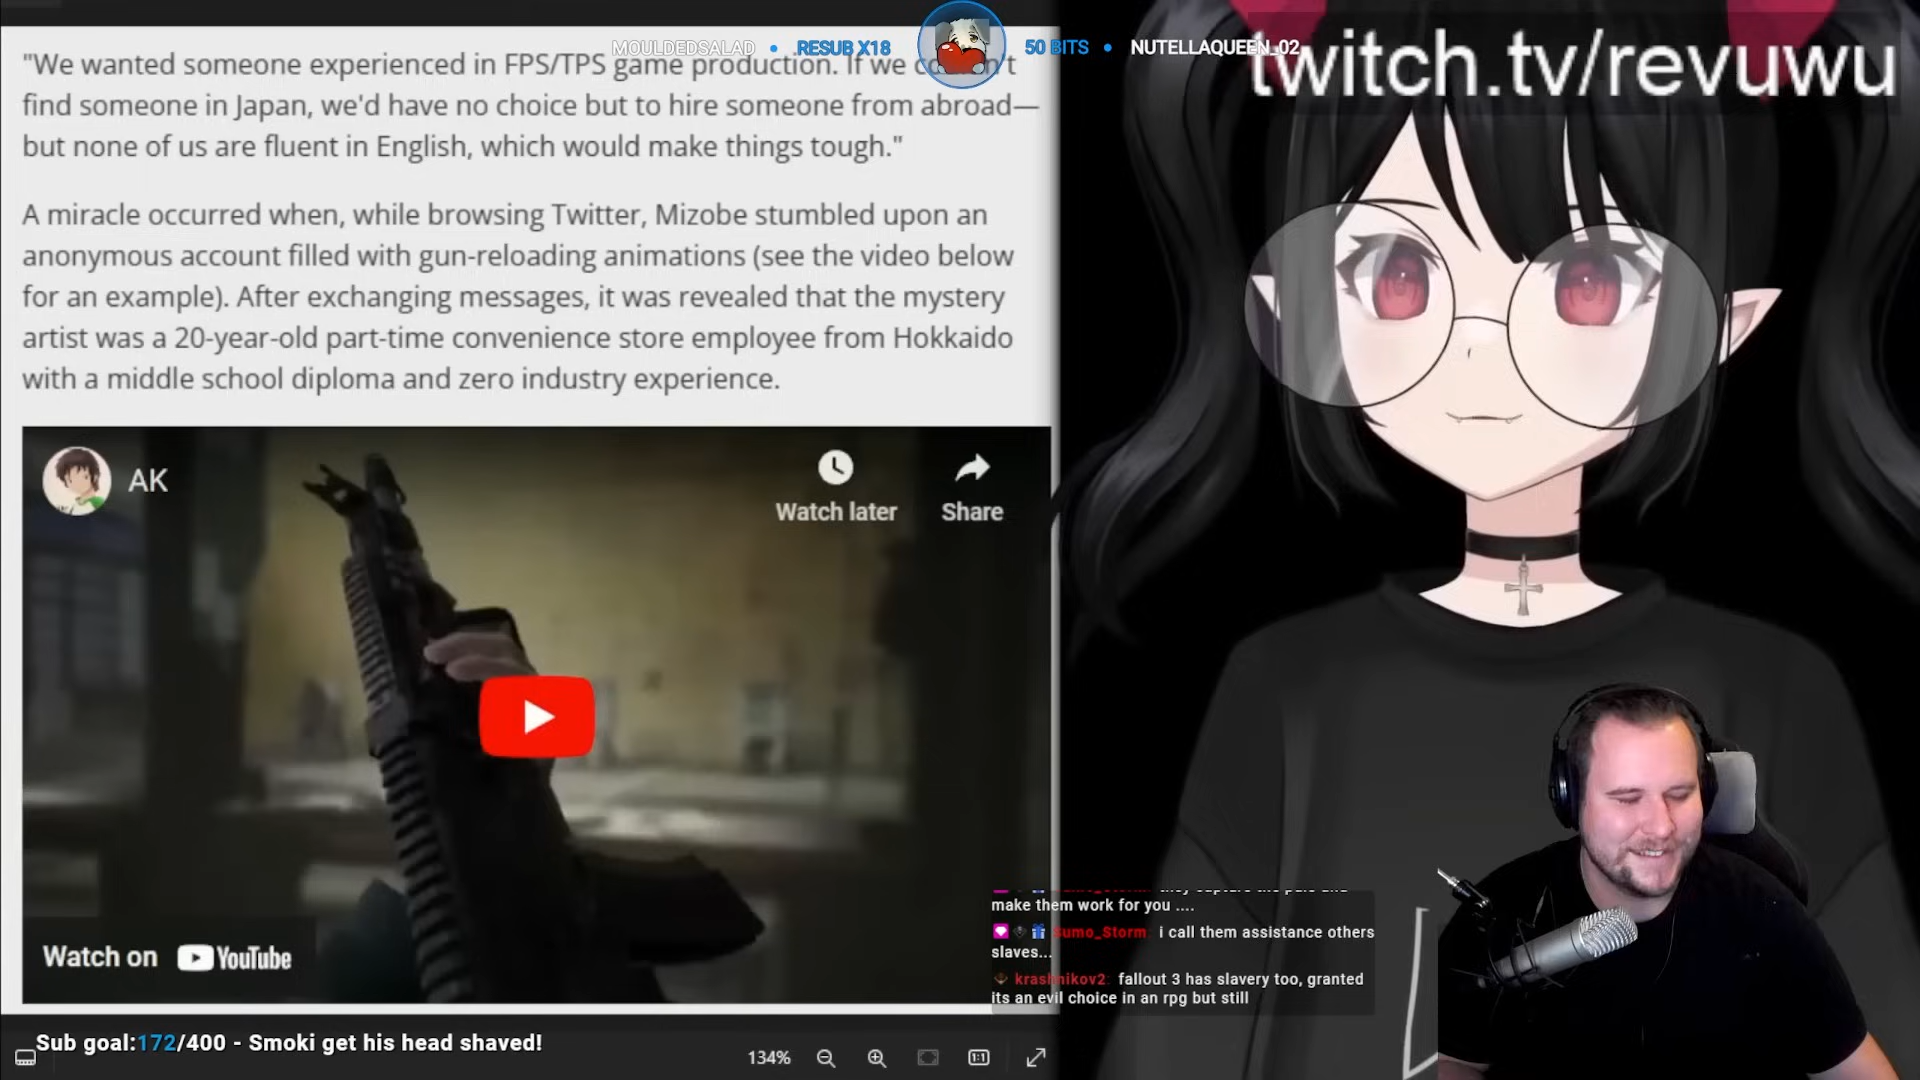 MOULDEDSALAD • RESUB X18
50 BITS • NUTELLAQUEEN_02
twitch.tv/revuwu
"We wanted someone experienced in FPS/TPS game production. If we
find someone in Japan, we'd have no choice but to hire someone from abroad—
but none of us are fluent in English, which would make things tough."
A miracle occurred when, while browsing Twitter, Mizobe stumbled upon an
anonymous account filled with gun-reloading animations (see the video below
for an example). After exchanging messages, it was revealed that the mystery
artist was a 20-year-old part-time convenience store employee from Hokkaido
with a middle school diploma and zero industry experience.
AK
Watch later
Share
Watch on YouTube
make them work for you ....
Sumo_Storm: i call them assistance others
slaves...
krashnikov2: fallout 3 has slavery too, granted
its an evil choice in an rpg but still
Sub goal:172/400 - Smoki get his head shaved!
134%
1:1